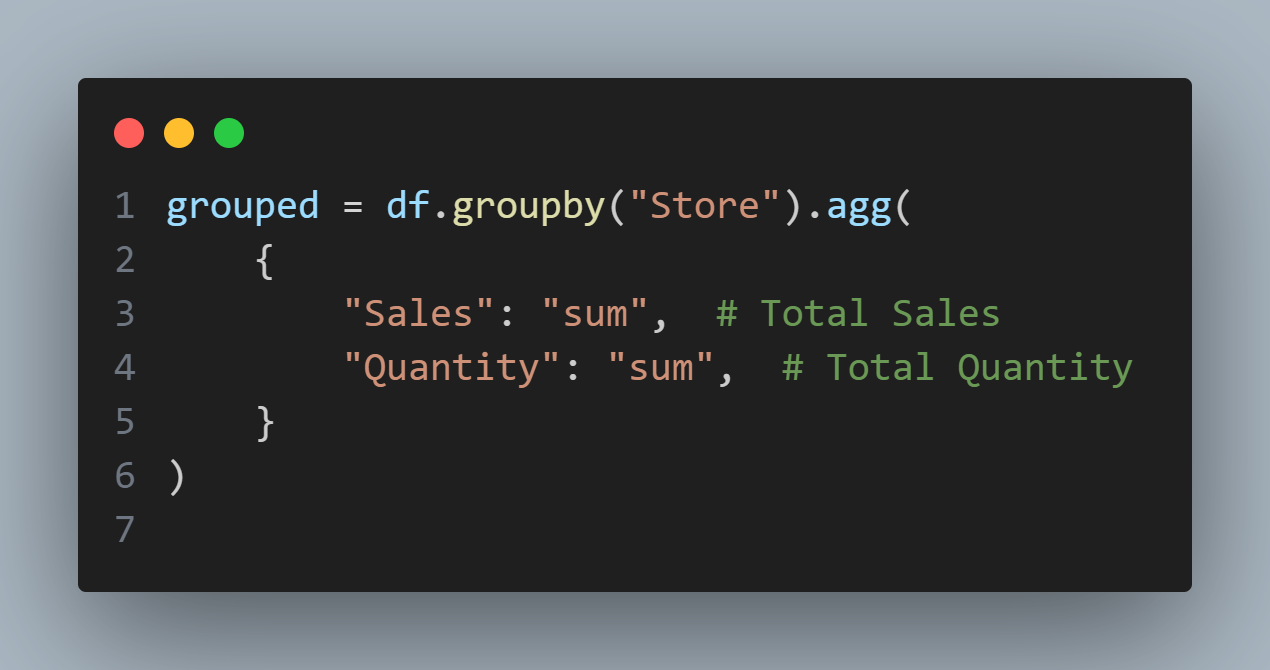 1 grouped = df.groupby("Store").agg(
2     {
3         "Sales": "sum",  # Total Sales
4         "Quantity": "sum",  # Total Quantity
5     }
6 )
7